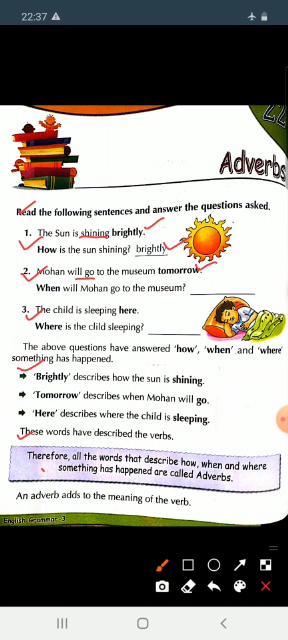 22:37
22
Adverbs
Read the following sentences and answer the questions asked.
1. The Sun is shining brightly.
How is the sun shining? brightly
2. Mohan will go to the museum tomorrow.
When will Mohan go to the museum?
3. The child is sleeping here.
Where is the child sleeping?
The above questions have answered 'how', 'when' and 'where'
something has happened.
'Brightly' describes how the sun is shining.
'Tomorrow' describes when Mohan will go.
'Here' describes where the child is sleeping.
These words have described the verbs.
Therefore, all the words that describe how, when and where
something has happened are called Adverbs.
An adverb adds to the meaning of the verb.
English Grammar-3